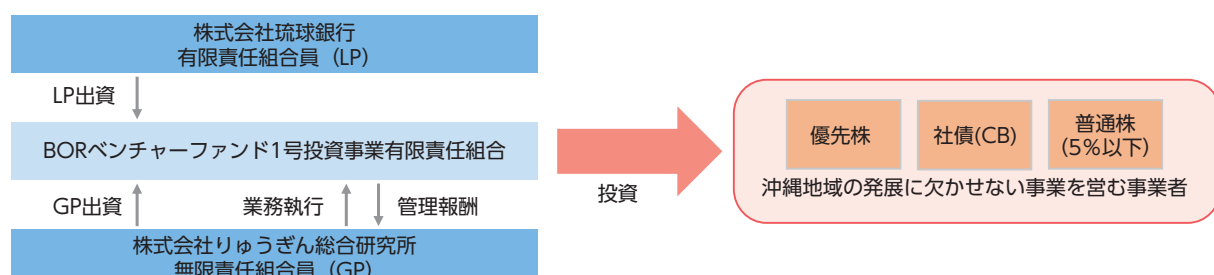 株式会社琉球銀行
有限責任組合員（LP）
LP出資
BORベンチャーファンド1号投資事業有限責任組合
GP出資
業務執行
管理報酬
株式会社りゅうぎん総合研究所
無限責任組合員（GP）
投資
優先株
社債(CB)
普通株
(5%以下)
沖縄地域の発展に欠かせない事業を営む事業者